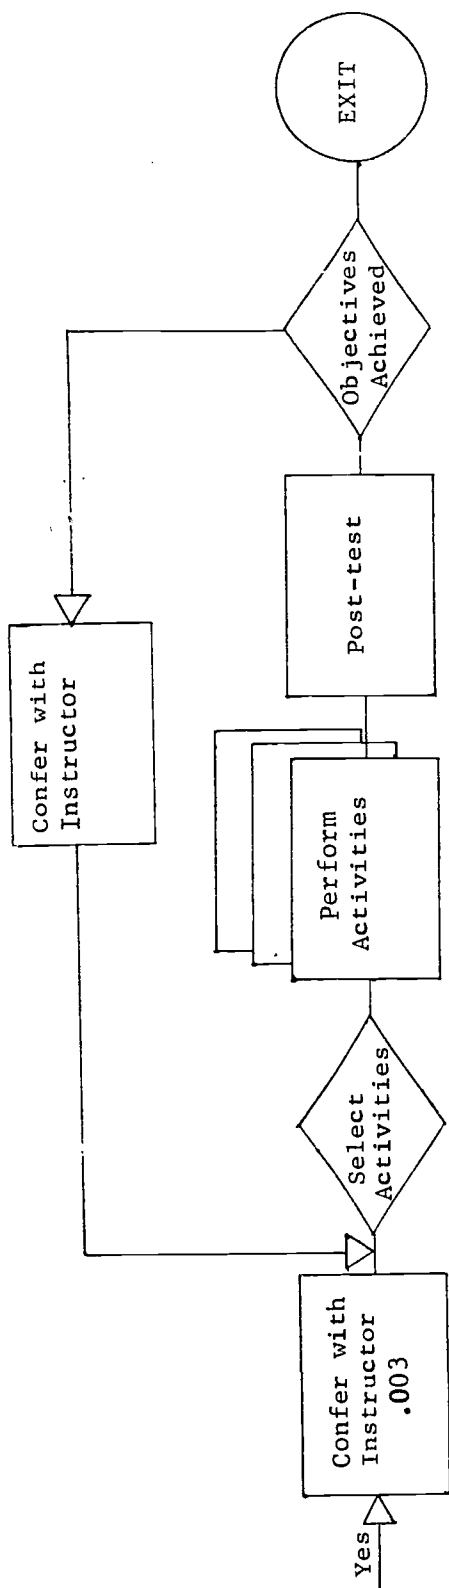 Yes
Confer with
Instructor
.003
Select
Activities
Perform
Activities
Post-test
Objectives
Achieved
EXIT
Confer with
Instructor